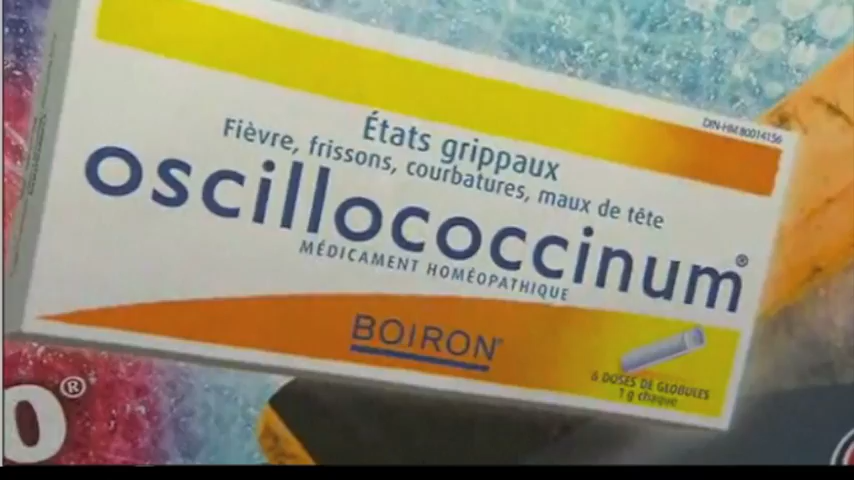 DIN-HM 80014156
États grippaux
Fièvre, frissons, courbatures, maux de tête
oscillococcinum®
MÉDICAMENT HOMÉOPATHIQUE
BOIRON®
6 DOSES DE GLOBULES
1 g chaque
O®